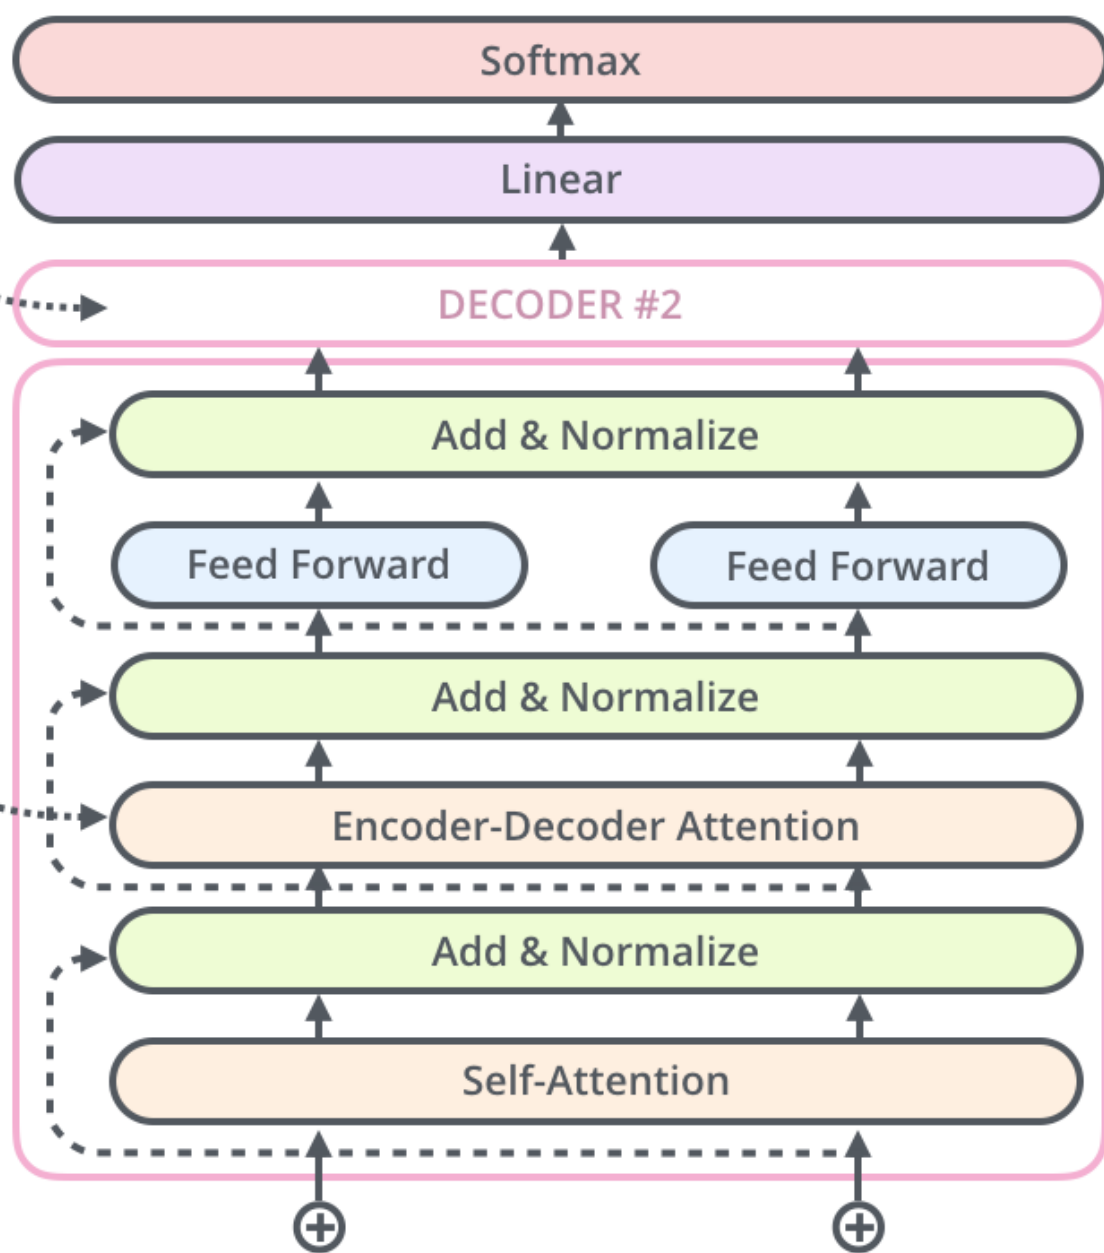 Softmax
Linear
DECODER #2
Add & Normalize
Feed Forward
Feed Forward
Add & Normalize
Encoder-Decoder Attention
Add & Normalize
Self-Attention